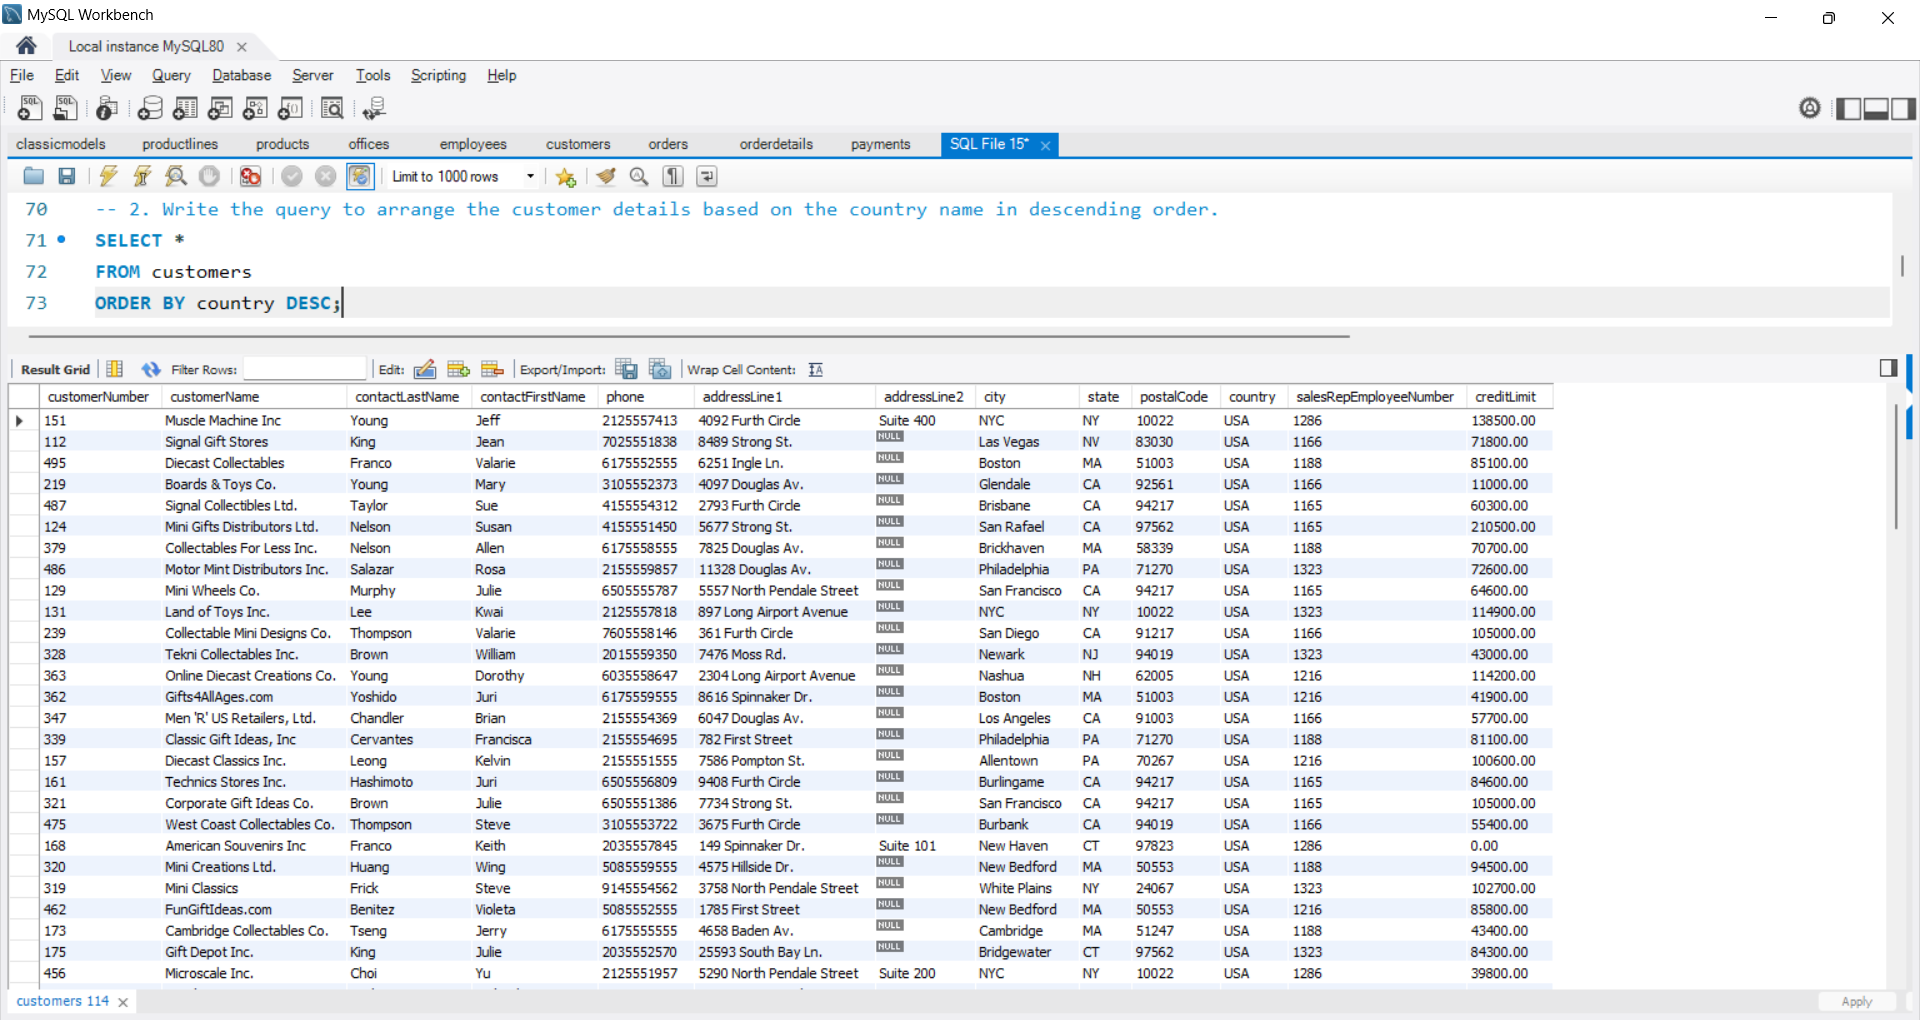 MySQL Workbench
Local instance MySQL80
File Edit View Query Database Server Tools Scripting Help
classicmodels productlines products offices employees customers orders orderdetails payments SQL File 15*
Limit to 1000 rows
70 -- 2. Write the query to arrange the customer details based on the country name in descending order.
71 SELECT *
72 FROM customers
73 ORDER BY country DESC;
Result Grid Filter Rows: Edit: Export/Import: Wrap Cell Content:
customerNumber customerName contactLastName contactFirstName phone addressLine1 addressLine2 city state postalCode country salesRepEmployeeNumber creditLimit
151 Muscle Machine Inc Young Jeff 2125557413 4092 Furth Circle Suite 400 NYC NY 10022 USA 1286 138500.00
112 Signal Gift Stores King Jean 7025551838 8489 Strong St. NULL Las Vegas NV 83030 USA 1166 71800.00
495 Diecast Collectables Franco Valarie 6175552555 6251 Ingle Ln. NULL Boston MA 51003 USA 1188 85100.00
219 Boards & Toys Co. Young Mary 3105552373 4097 Douglas Av. NULL Glendale CA 92561 USA 1166 11000.00
487 Signal Collectibles Ltd. Taylor Sue 4155554312 2793 Furth Circle NULL Brisbane CA 94217 USA 1165 60300.00
124 Mini Gifts Distributors Ltd. Nelson Susan 4155551450 5677 Strong St. NULL San Rafael CA 97562 USA 1165 210500.00
379 Collectables For Less Inc. Nelson Allen 6175558555 7825 Douglas Av. NULL Brickhaven MA 58339 USA 1188 70700.00
486 Motor Mint Distributors Inc. Salazar Rosa 2155559857 11328 Douglas Av. NULL Philadelphia PA 71270 USA 1323 72600.00
129 Mini Wheels Co. Murphy Julie 6505555787 5557 North Pendale Street NULL San Francisco CA 94217 USA 1165 64600.00
131 Land of Toys Inc. Lee Kwai 2125557818 897 Long Airport Avenue NULL NYC NY 10022 USA 1323 114900.00
239 Collectable Mini Designs Co. Thompson Valarie 7605558146 361 Furth Circle NULL San Diego CA 91217 USA 1166 105000.00
328 Tekni Collectables Inc. Brown William 2015559350 7476 Moss Rd. NULL Newark NJ 94019 USA 1323 43000.00
363 Online Diecast Creations Co. Young Dorothy 6035558647 2304 Long Airport Avenue NULL Nashua NH 62005 USA 1216 114200.00
362 Gifts4AllAges.com Yoshido Juri 6175559555 8616 Spinnaker Dr. NULL Boston MA 51003 USA 1216 41900.00
347 Men 'R' US Retailers, Ltd. Chandler Brian 2155554369 6047 Douglas Av. NULL Los Angeles CA 91003 USA 1166 57700.00
339 Classic Gift Ideas, Inc Cervantes Francisca 2155554695 782 First Street NULL Philadelphia PA 71270 USA 1188 81100.00
157 Diecast Classics Inc. Leong Kelvin 2155551555 7586 Pompton St. NULL Allentown PA 70267 USA 1216 100600.00
161 Technics Stores Inc. Hashimoto Juri 6505556809 9408 Furth Circle NULL Burlingame CA 94217 USA 1165 84600.00
321 Corporate Gift Ideas Co. Brown Julie 6505551386 7734 Strong St. NULL San Francisco CA 94217 USA 1165 105000.00
475 West Coast Collectables Co. Thompson Steve 3105553722 3675 Furth Circle NULL Burbank CA 94019 USA 1166 55400.00
168 American Souvenirs Inc Franco Keith 2035557845 149 Spinnaker Dr. Suite 101 New Haven CT 97823 USA 1286 0.00
320 Mini Creations Ltd. Huang Wing 5085559555 4575 Hillside Dr. NULL New Bedford MA 50553 USA 1188 94500.00
319 Mini Classics Frick Steve 9145554562 3758 North Pendale Street NULL White Plains NY 24067 USA 1323 102700.00
462 FunGiftIdeas.com Benitez Violeta 5085552555 1785 First Street NULL New Bedford MA 50553 USA 1216 85800.00
173 Cambridge Collectables Co. Tseng Jerry 6175555555 4658 Baden Av. NULL Cambridge MA 51247 USA 1188 43400.00
175 Gift Depot Inc. King Julie 2035552570 25593 South Bay Ln. NULL Bridgewater CT 97562 USA 1323 84300.00
456 Microscale Inc. Choi Yu 2125551957 5290 North Pendale Street Suite 200 NYC NY 10022 USA 1286 39800.00
customers 114 Apply